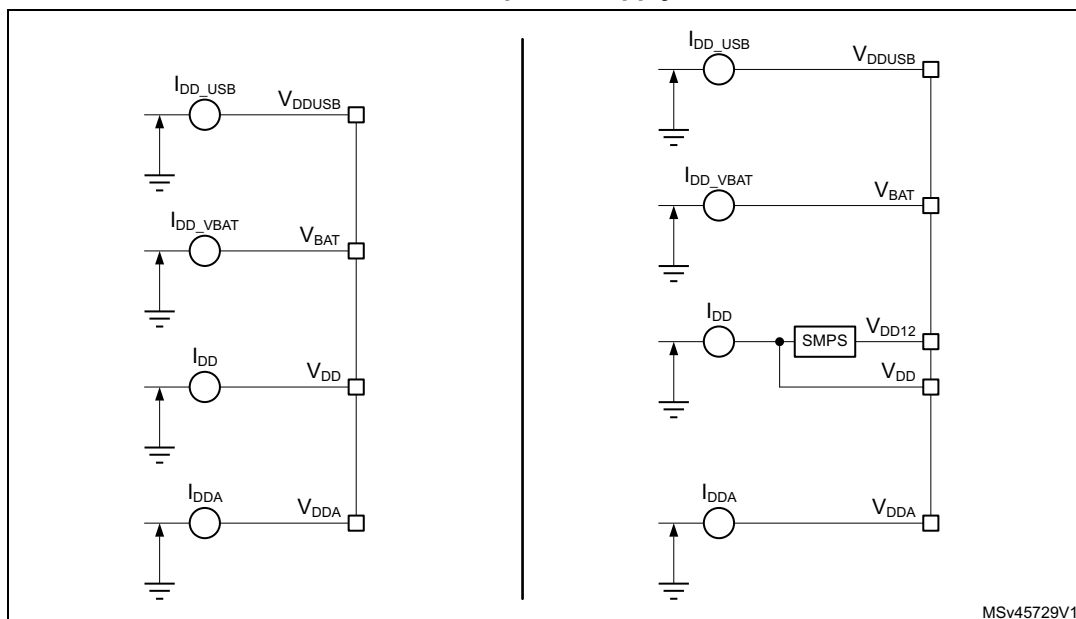 I_DD_USB
V_DDUSB
I_DD_VBAT
V_BAT
I_DD
V_DD
I_DDA
V_DDA
I_DD_USB
V_DDUSB
I_DD_VBAT
V_BAT
I_DD
SMPS
V_DD12
V_DD
I_DDA
V_DDA
MSv45729V1